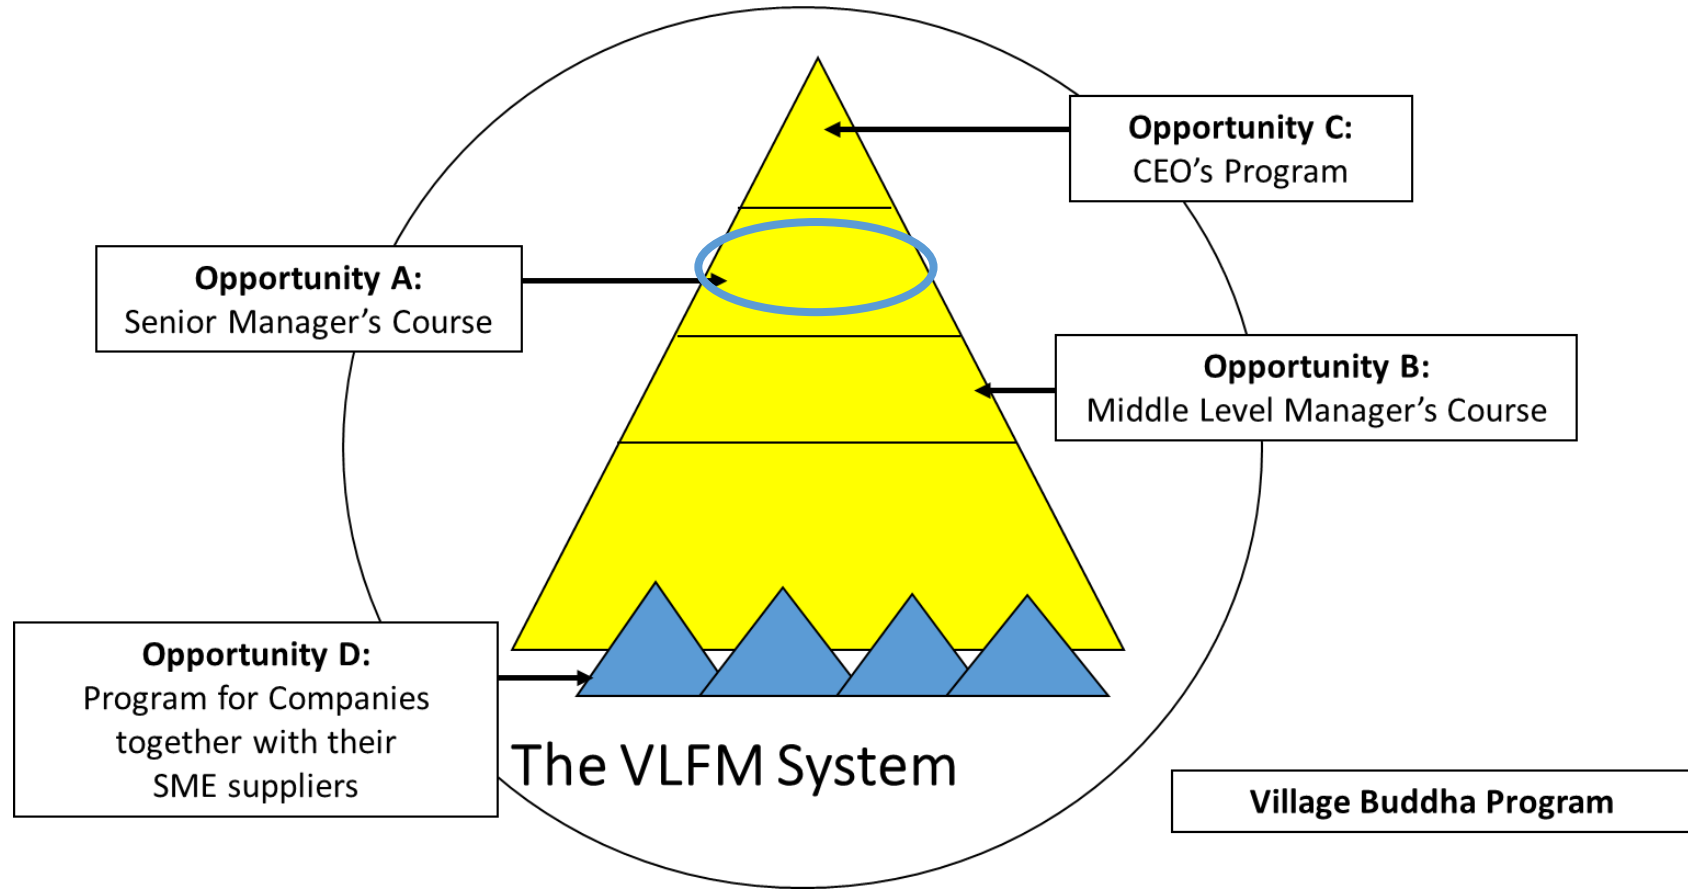 Opportunity C:
CEO’s Program
Opportunity A:
Senior Manager’s Course
Opportunity B:
Middle Level Manager’s Course
Opportunity D:
Program for Companies
together with their
SME suppliers
The VLFM System
Village Buddha Program